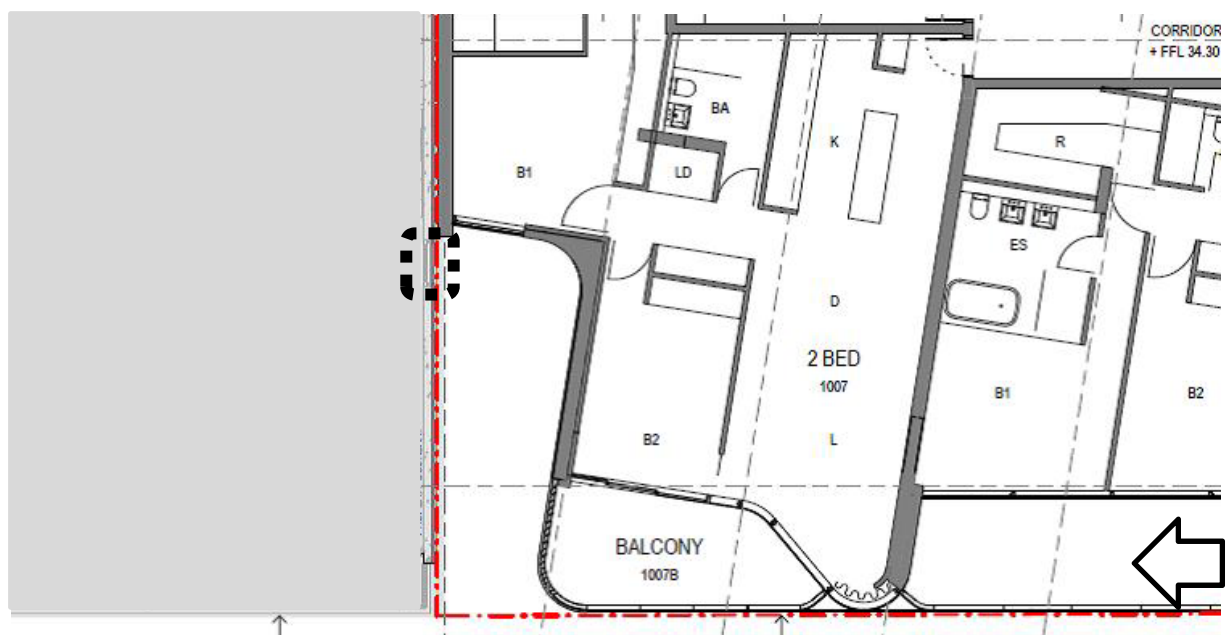 CORRIDOR
+ FFL 34.30
BA
K
R
B1
LD
ES
D
2 BED
1007
B1
B2
B2
L
BALCONY
1007B